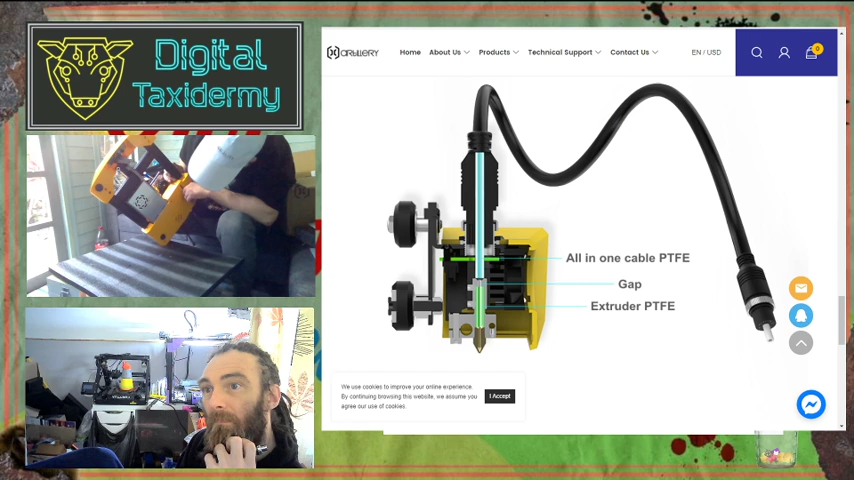 Digital
Taxidermy
ARTILLERY
Home About Us Products Technical Support Contact Us EN / USD 0
All in one cable PTFE
Gap
Extruder PTFE
We use cookies to improve your online experience.
By continuing browsing this website, we assume you
agree our use of cookies.
I Accept